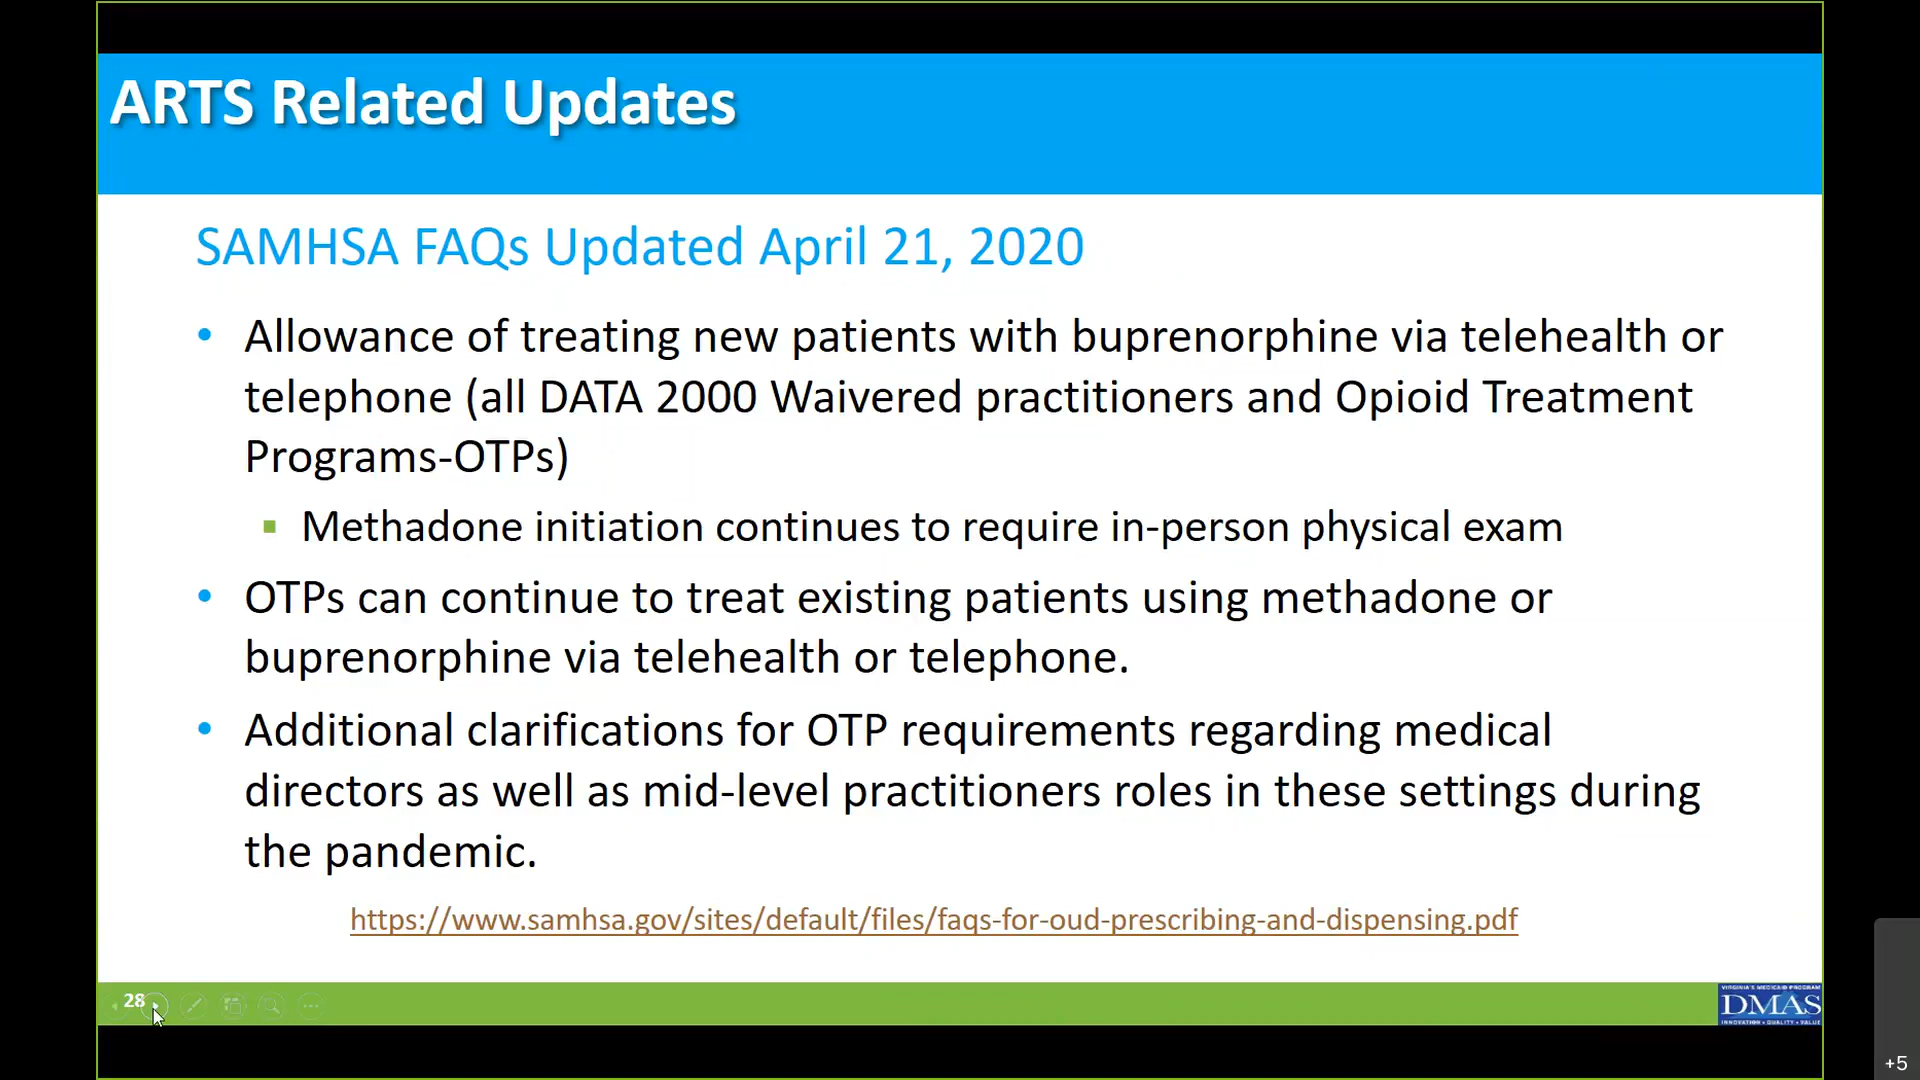 ARTS Related Updates
SAMHSA FAQs Updated April 21, 2020
• Allowance of treating new patients with buprenorphine via telehealth or
telephone (all DATA 2000 Waivered practitioners and Opioid Treatment
Programs-OTPs)
▪ Methadone initiation continues to require in-person physical exam
• OTPs can continue to treat existing patients using methadone or
buprenorphine via telehealth or telephone.
• Additional clarifications for OTP requirements regarding medical
directors as well as mid-level practitioners roles in these settings during
the pandemic.
https://www.samhsa.gov/sites/default/files/faqs-for-oud-prescribing-and-dispensing.pdf
28
VIRGINIA'S MEDICAID PROGRAM
DMAS
INNOVATION • QUALITY • VALUE
+5